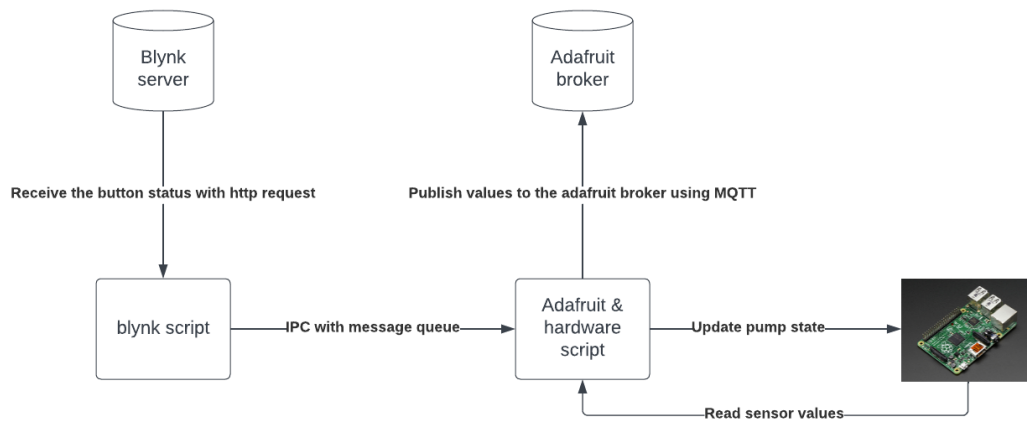 Blynk
server
Adafruit
broker
Receive the button status with http request
Publish values to the adafruit broker using MQTT
blynk script
IPC with message queue
Adafruit &
hardware
script
Update pump state
Read sensor values